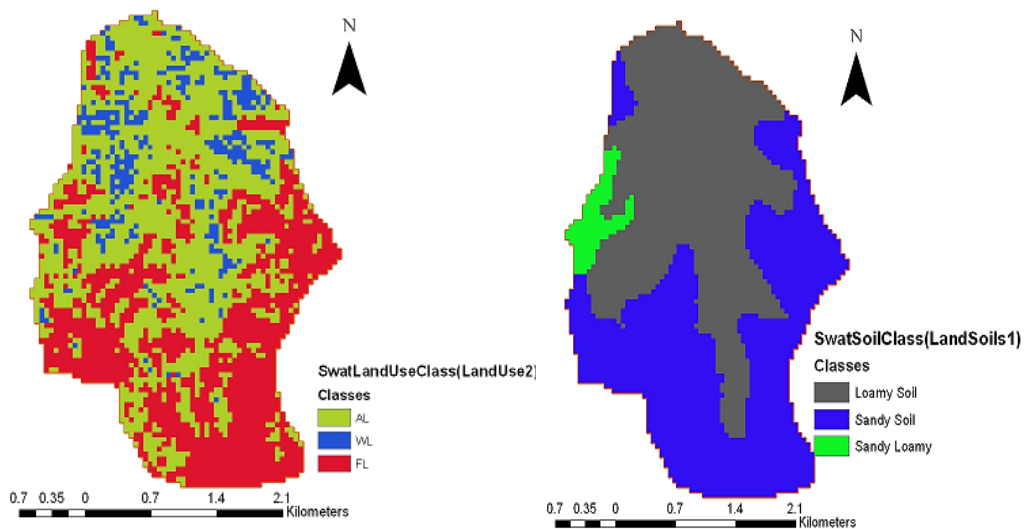 N
SwatLandUseClass(LandUse2)
Classes
AL
WL
FL
0.7 0.35 0 0.7 1.4 2.1
Kilometers
N
SwatSoilClass(LandSoils1)
Classes
Loamy Soil
Sandy Soil
Sandy Loamy
0.7 0.35 0 0.7 1.4 2.1
Kilometers